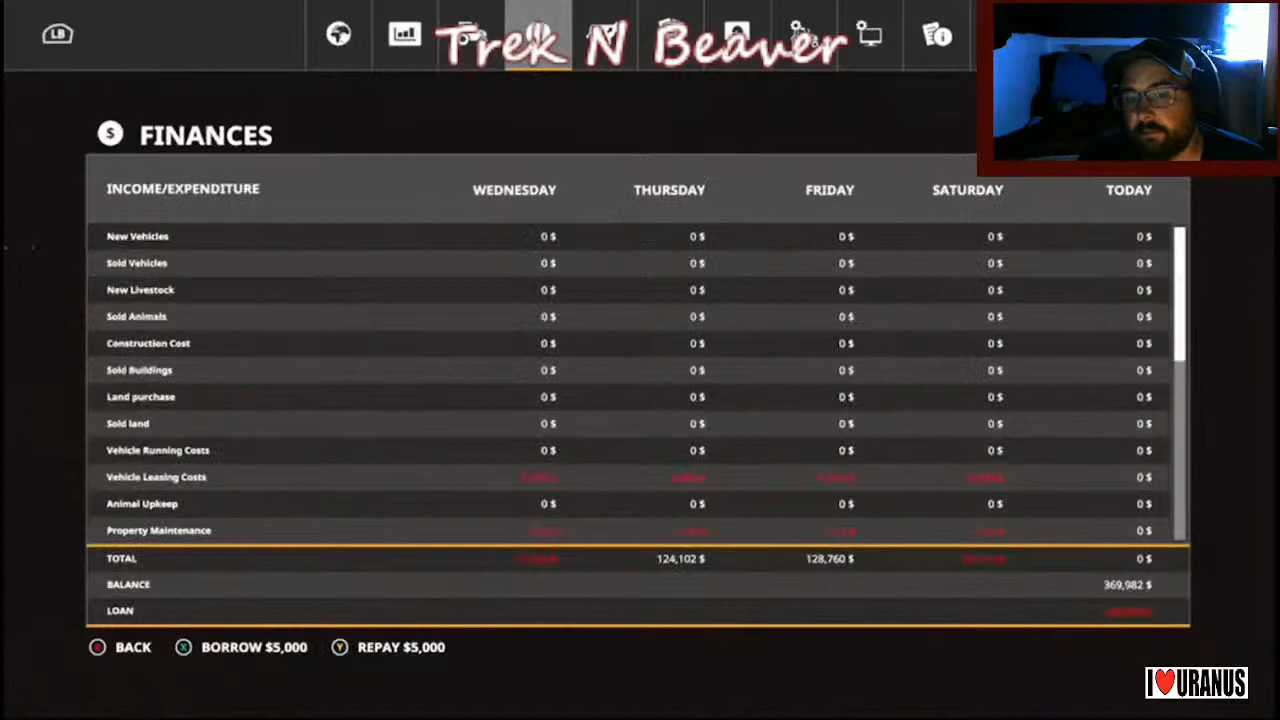 LB
Trek N Beaver
$ FINANCES
INCOME/EXPENDITURE WEDNESDAY THURSDAY FRIDAY SATURDAY TODAY
New Vehicles 0 $ 0 $ 0 $ 0 $ 0 $
Sold Vehicles 0 $ 0 $ 0 $ 0 $ 0 $
New Livestock 0 $ 0 $ 0 $ 0 $ 0 $
Sold Animals 0 $ 0 $ 0 $ 0 $ 0 $
Construction Cost 0 $ 0 $ 0 $ 0 $ 0 $
Sold Buildings 0 $ 0 $ 0 $ 0 $ 0 $
Land purchase 0 $ 0 $ 0 $ 0 $ 0 $
Sold land 0 $ 0 $ 0 $ 0 $ 0 $
Vehicle Running Costs 0 $ 0 $ 0 $ 0 $ 0 $
Vehicle Leasing Costs 0 $
Animal Upkeep 0 $ 0 $ 0 $ 0 $ 0 $
Property Maintenance 0 $
TOTAL 124,102 $ 128,760 $ 0 $
BALANCE 369,982 $
LOAN
BACK X BORROW $5,000 Y REPAY $5,000
I❤URANUS